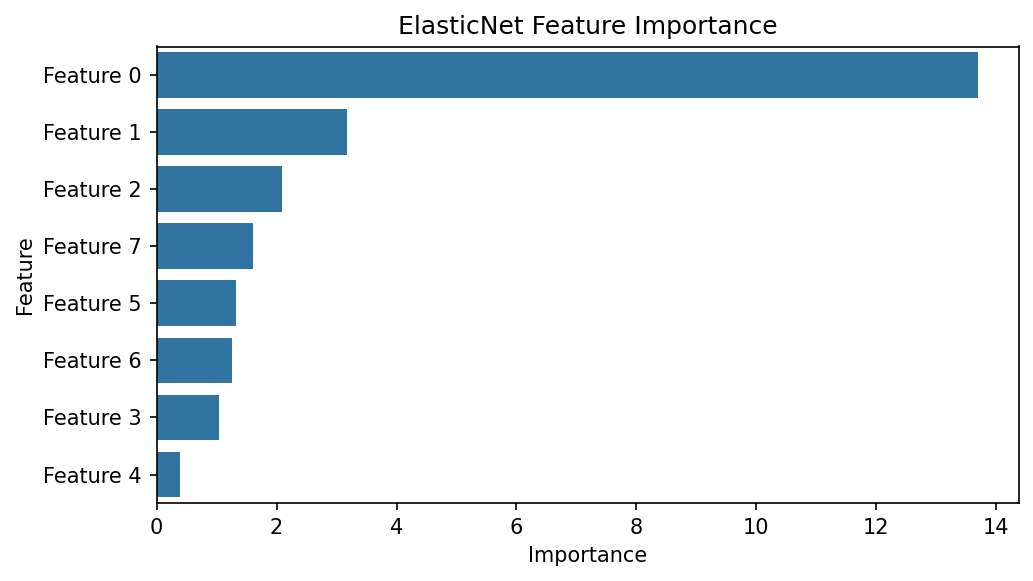 ElasticNet Feature Importance
Feature 0
Feature 1
Feature 2
Feature 7
Feature 5
Feature 6
Feature 3
Feature 4
Feature
0 2 4 6 8 10 12 14
Importance